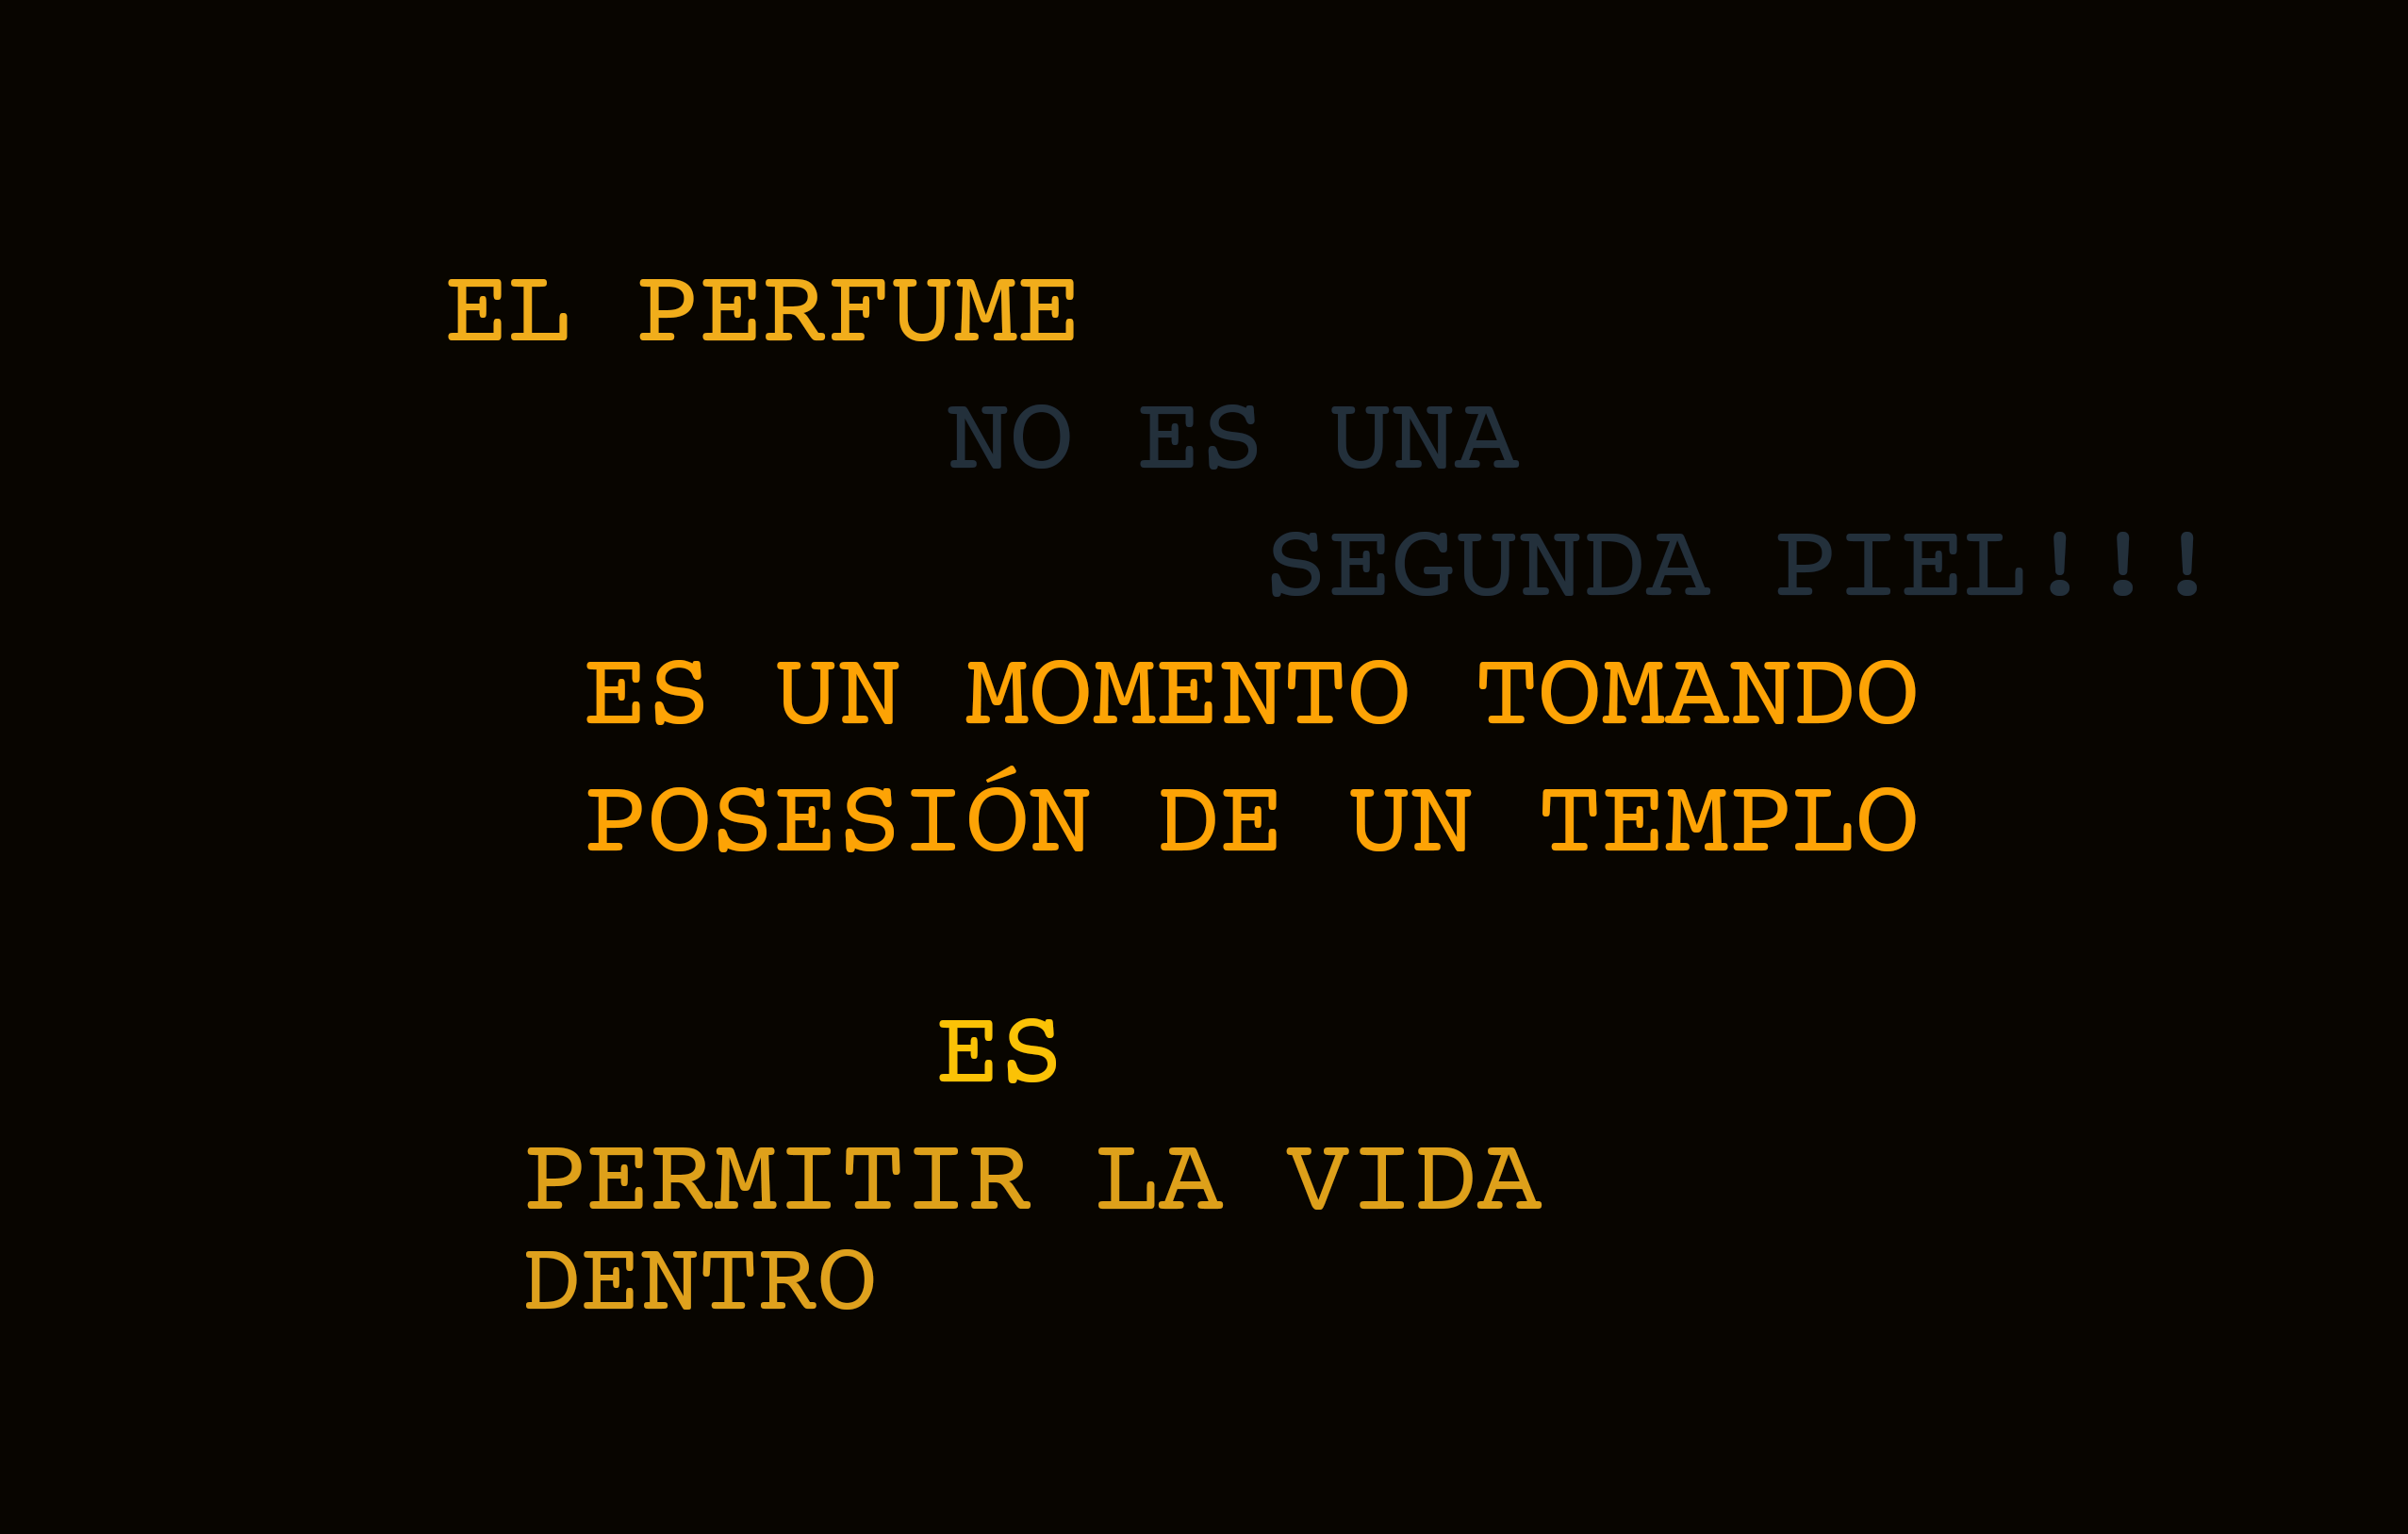 EL PERFUME
NO ES UNA
SEGUNDA PIEL!!!
ES UN MOMENTO TOMANDO
POSESIÓN DE UN TEMPLO
ES
PERMITIR LA VIDA
DENTRO